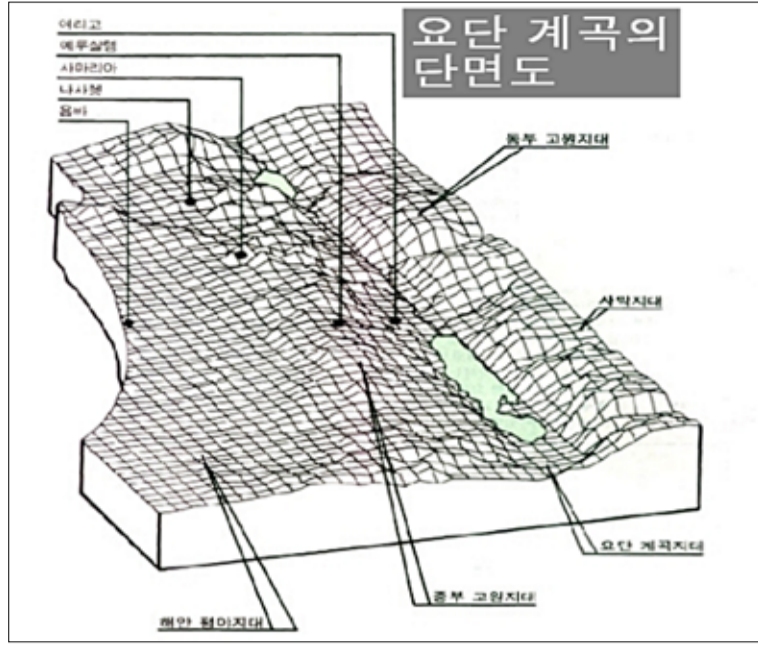 요단 계곡의
단면도
여리고
예루살렘
사마리아
나사렛
욥바
동부 고원지대
사막지대
요단 계곡지대
중부 고원지대
해안 평야지대